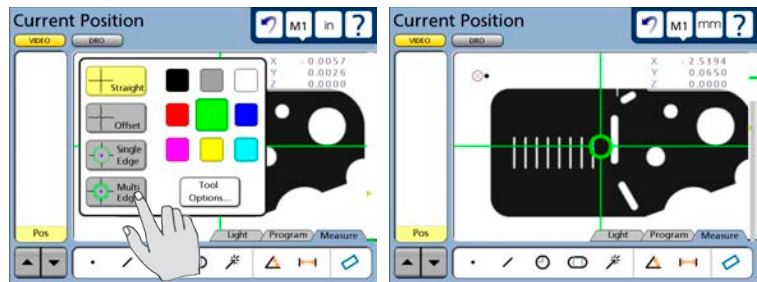 Current Position
M1 in ?
VIDEO DRO
X - 0.0057
Y 0.0026
Z 0.0000
Straight
Offset
Single
Edge
Multi
Edge
Tool
Options...
Pos
Light Program Measure
Current Position
M1 mm ?
VIDEO DRO
X - 2.5394
Y 0.0650
Z 0.0000
Pos
Light Program Measure